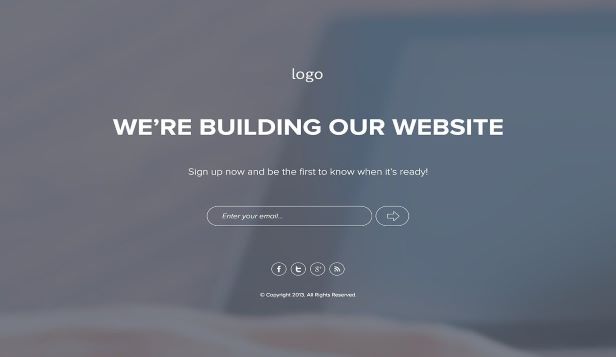 logo
WE'RE BUILDING OUR WEBSITE
Sign up now and be the first to know when it's ready!
Enter your email...
© Copyright 2013. All Rights Reserved.